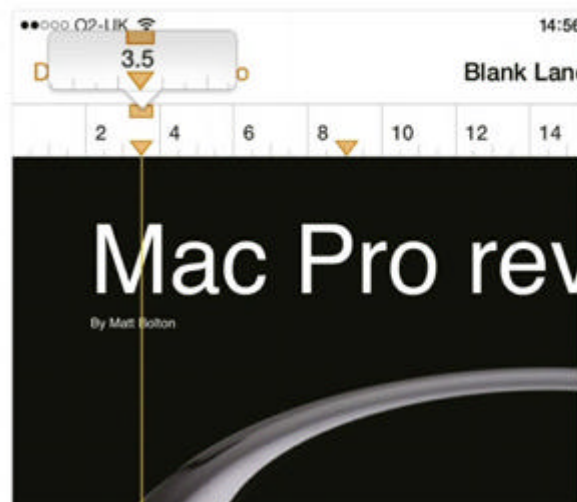 O2-UK 14:56
3.5
D o Blank Land
2 4 6 8 10 12 14
Mac Pro rev
By Matt Bolton